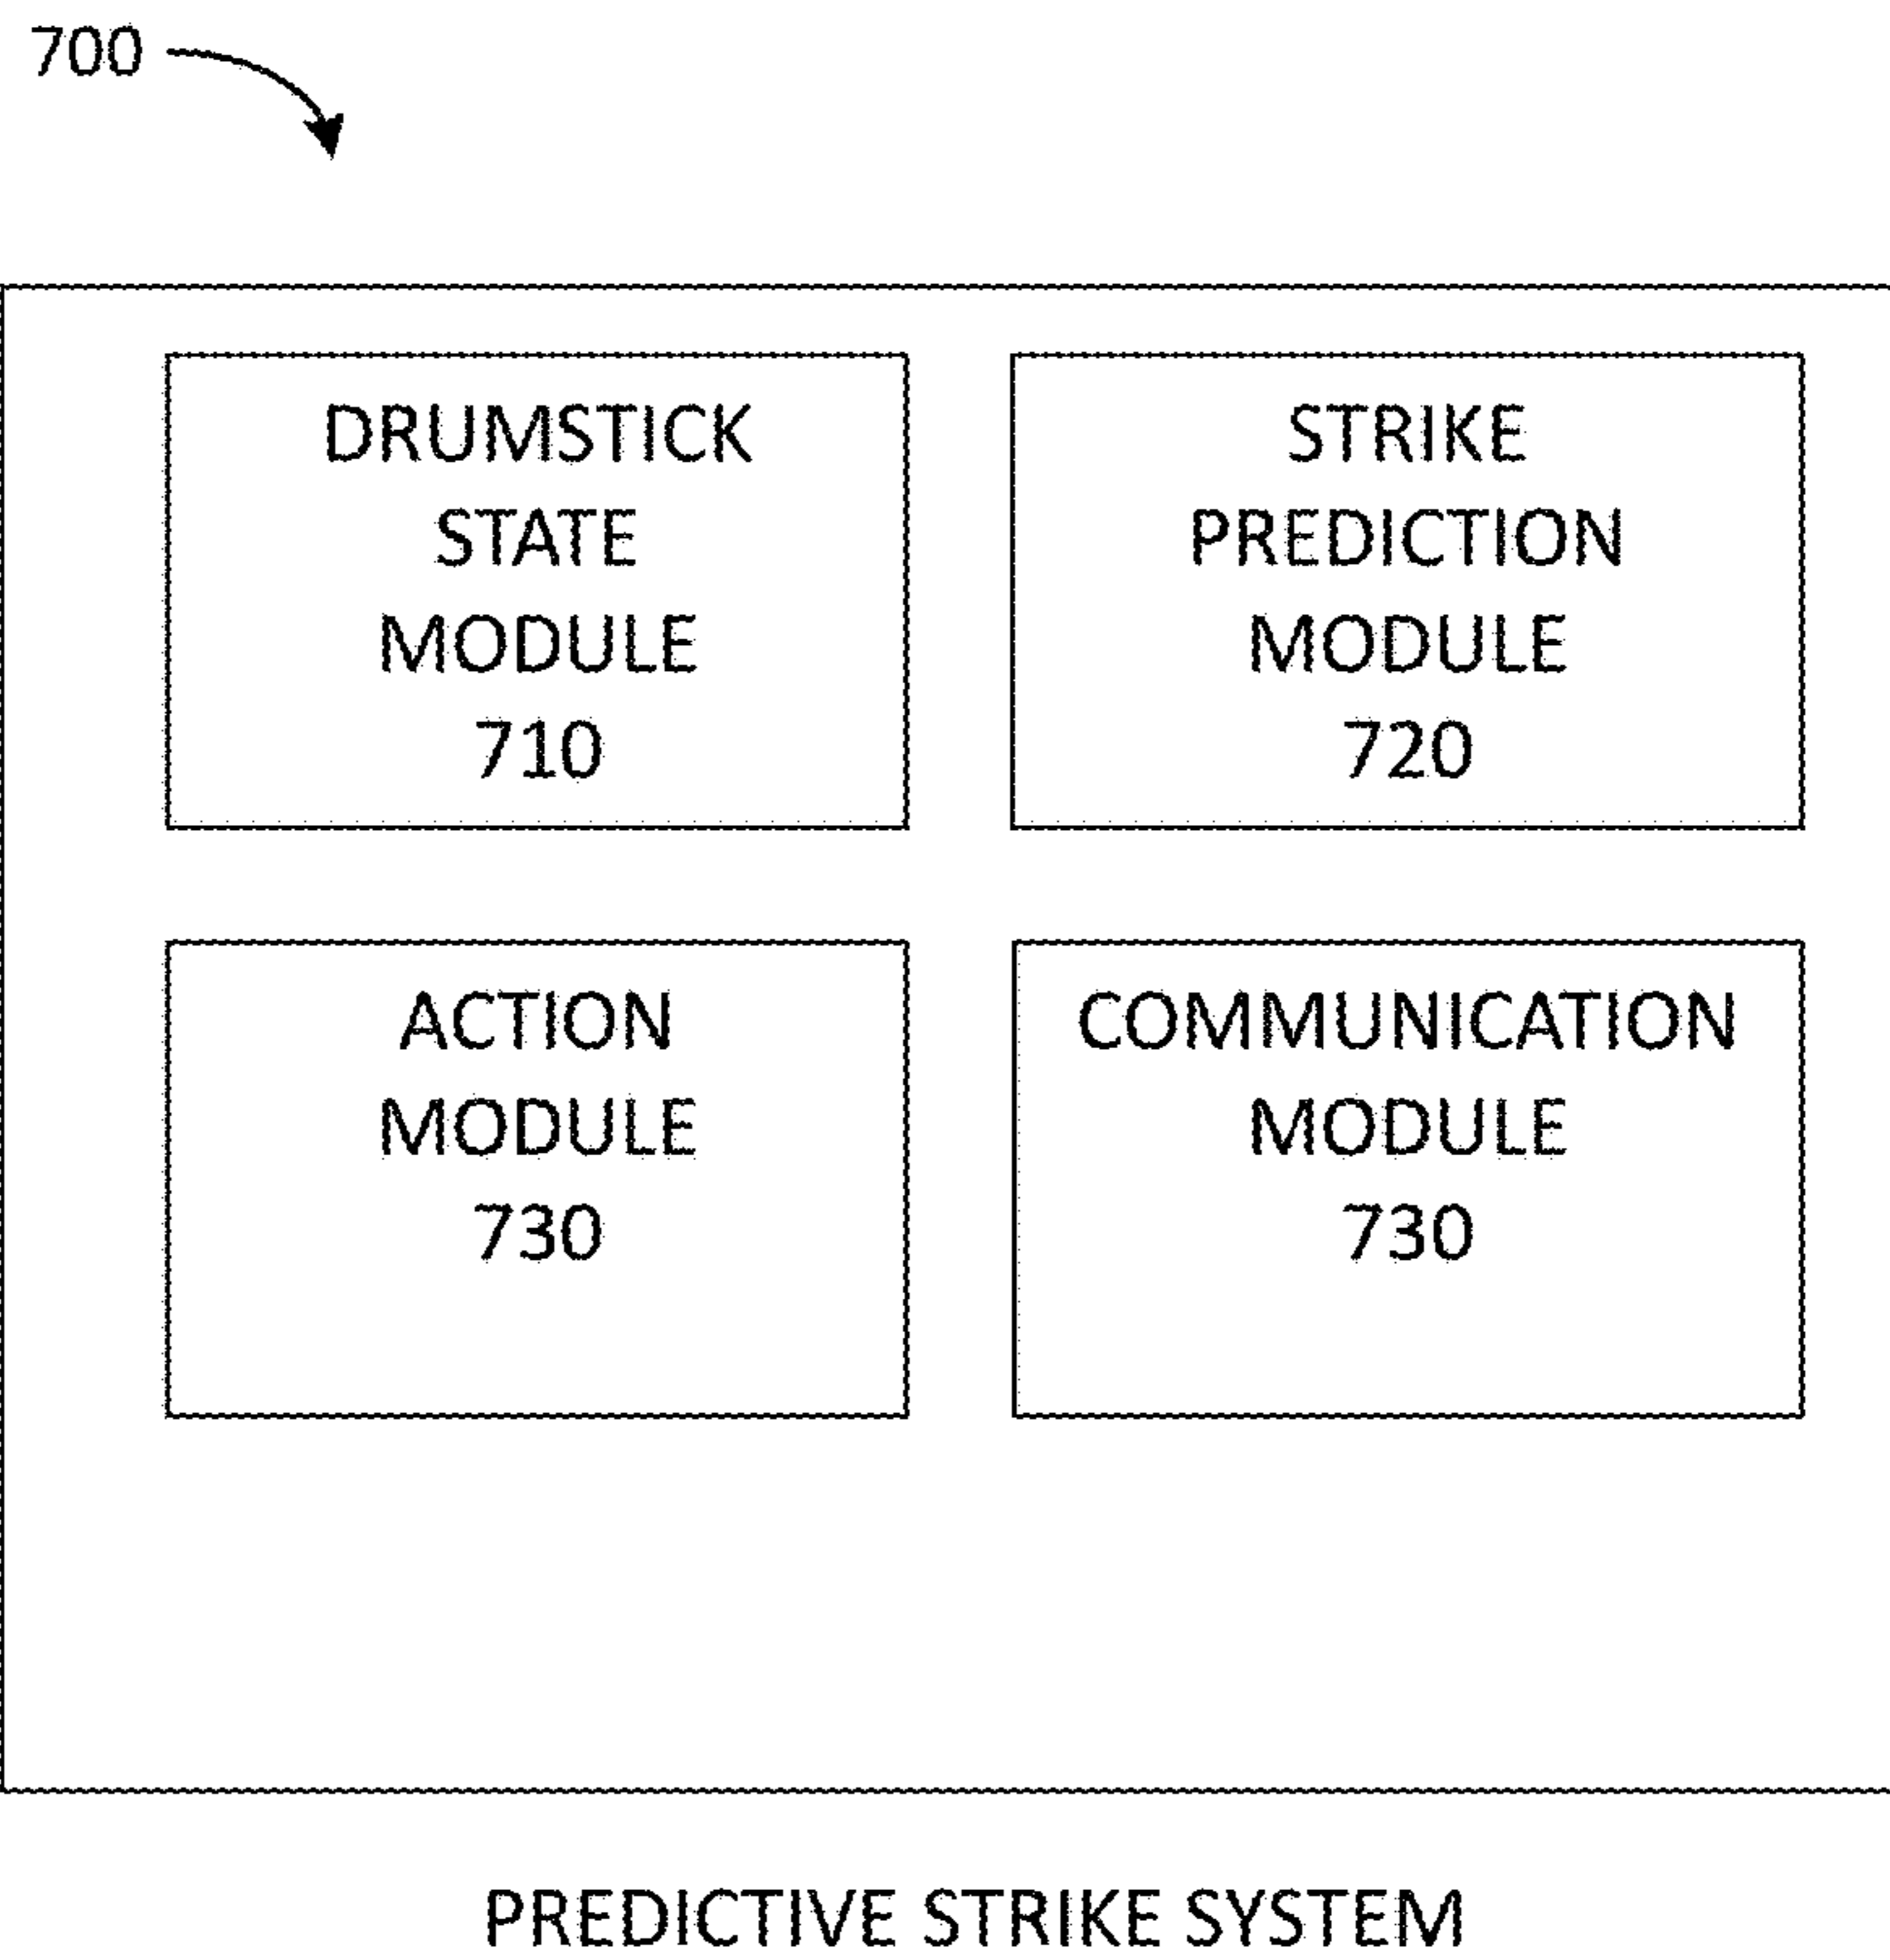 700
DRUMSTICK
STATE
MODULE
710
STRIKE
PREDICTION
MODULE
720
ACTION
MODULE
730
COMMUNICATION
MODULE
730
PREDICTIVE STRIKE SYSTEM